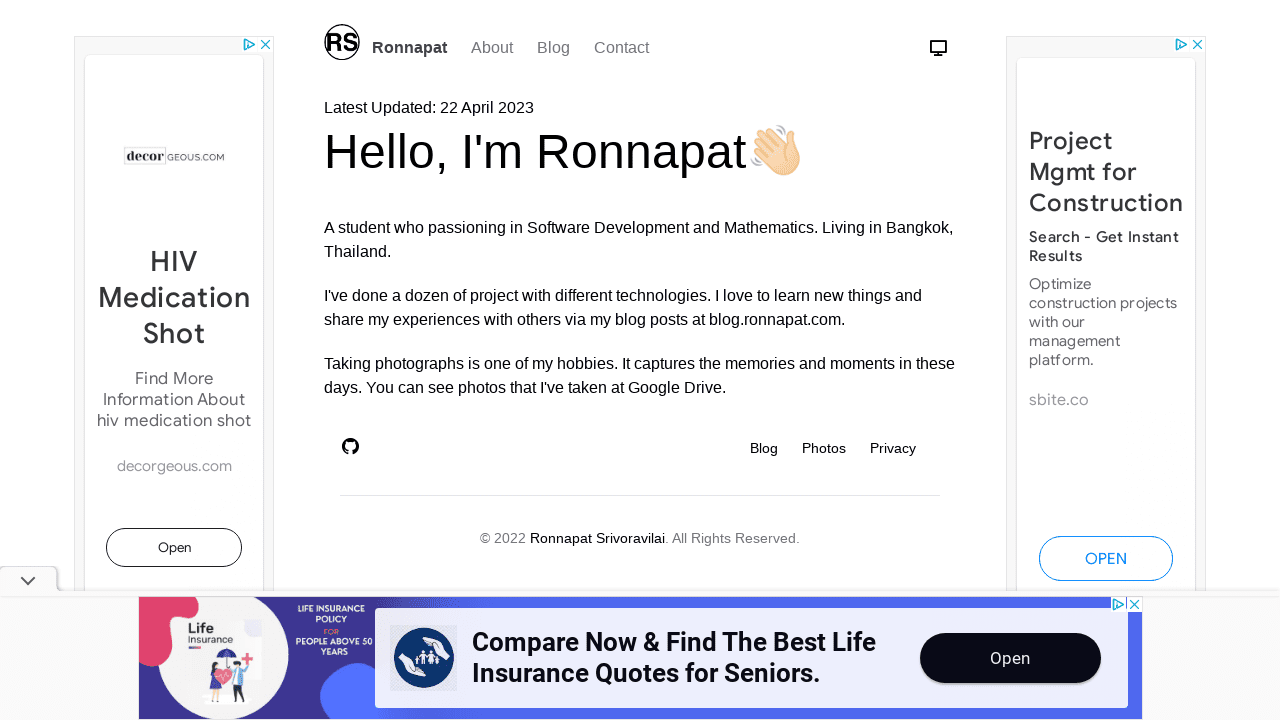 RS
Ronnapat
About
Blog
Contact
Latest Updated: 22 April 2023
Hello, I'm Ronnapat
A student who passioning in Software Development and Mathematics. Living in Bangkok,
Thailand.
I've done a dozen of project with different technologies. I love to learn new things and
share my experiences with others via my blog posts at blog.ronnapat.com.
Taking photographs is one of my hobbies. It captures the memories and moments in these
days. You can see photos that I've taken at Google Drive.
Blog
Photos
Privacy
© 2022 Ronnapat Srivoravilai. All Rights Reserved.
decorGEOUS.COM
HIV
Medication
Shot
Find More
Information About
hiv medication shot
decorgeous.com
Open
Project
Mgmt for
Construction
Search - Get Instant
Results
Optimize
construction projects
with our
management
platform.
sbite.co
OPEN
Life
Insurance
LIFE INSURANCE
POLICY
FOR
PEOPLE ABOVE 50
YEARS
Compare Now & Find The Best Life
Insurance Quotes for Seniors.
Open